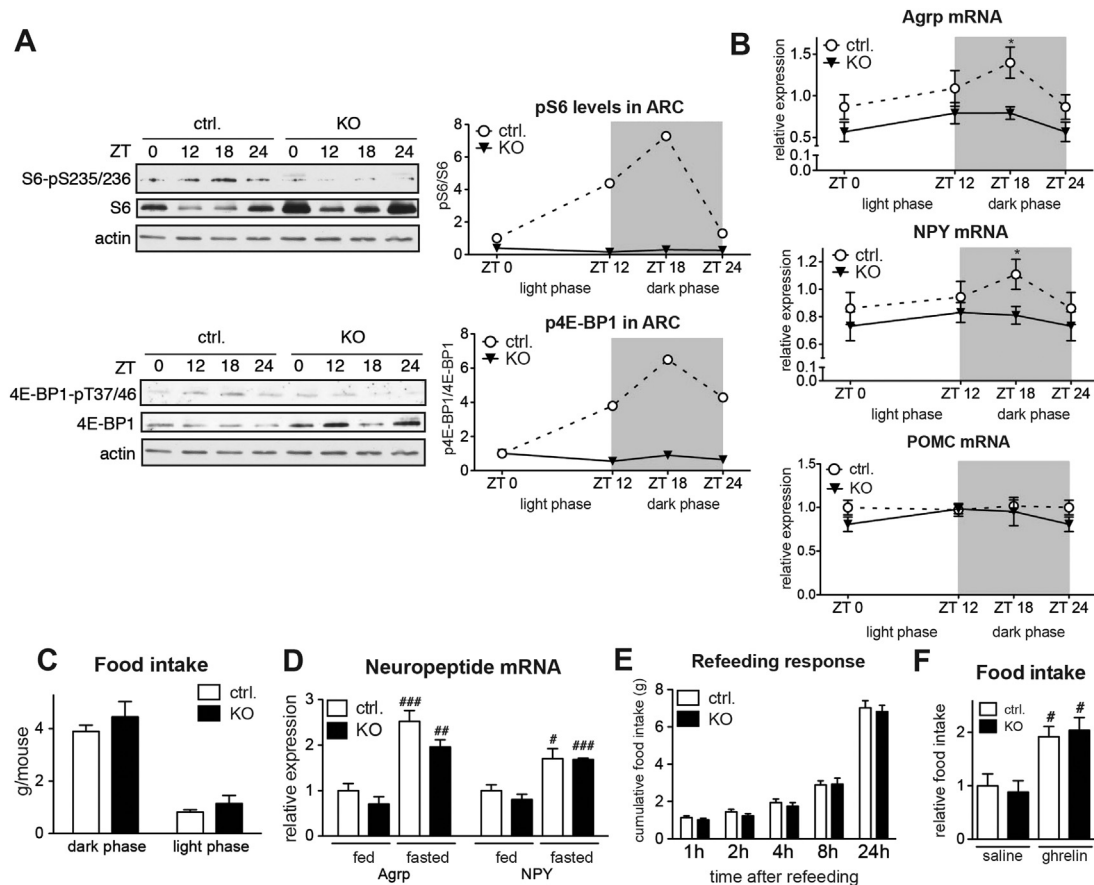 A
ctrl. KO
ZT 0 12 18 24 0 12 18 24
S6-pS235/236
S6
actin
pS6 levels in ARC
ctrl.
KO
pS6/S6
8
6
4
2
0
ZT 0 ZT 12 ZT 18 ZT 24
light phase dark phase
ctrl. KO
ZT 0 12 18 24 0 12 18 24
4E-BP1-pT37/46
4E-BP1
actin
p4E-BP1 in ARC
ctrl.
KO
p4E-BP1/4E-BP1
8
6
4
2
0
ZT 0 ZT 12 ZT 18 ZT 24
light phase dark phase
B
Agrp mRNA
ctrl.
KO
*
relative expression
1.5
1.0
0.5
0.1
0.0
ZT 0 ZT 12 ZT 18 ZT 24
light phase dark phase
NPY mRNA
ctrl.
KO
*
relative expression
1.2
1.0
0.8
0.6
0.1
0.0
ZT 0 ZT 12 ZT 18 ZT 24
light phase dark phase
POMC mRNA
ctrl.
KO
relative expression
1.5
1.0
0.5
0.0
ZT 0 ZT 12 ZT 18 ZT 24
light phase dark phase
C
Food intake
ctrl.
KO
g/mouse
4
2
0
dark phase light phase
D
Neuropeptide mRNA
ctrl.
KO
### ## # ###
relative expression
3
2
1
0
fed fasted fed fasted
Agrp NPY
E
Refeeding response
ctrl.
KO
cumulative food intake (g)
8
6
4
2
0
1h 2h 4h 8h 24h
time after refeeding
F
Food intake
ctrl.
KO
# #
relative food intake
2
1
0
saline ghrelin